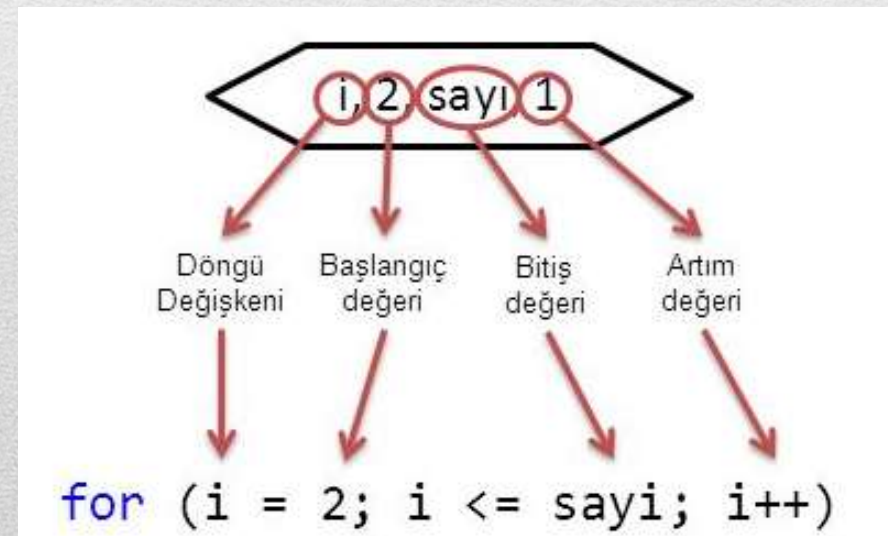 i, 2, sayı, 1
Döngü
Değişkeni
Başlangıç
değeri
Bitiş
değeri
Artım
değeri
for (i = 2; i <= sayi; i++)